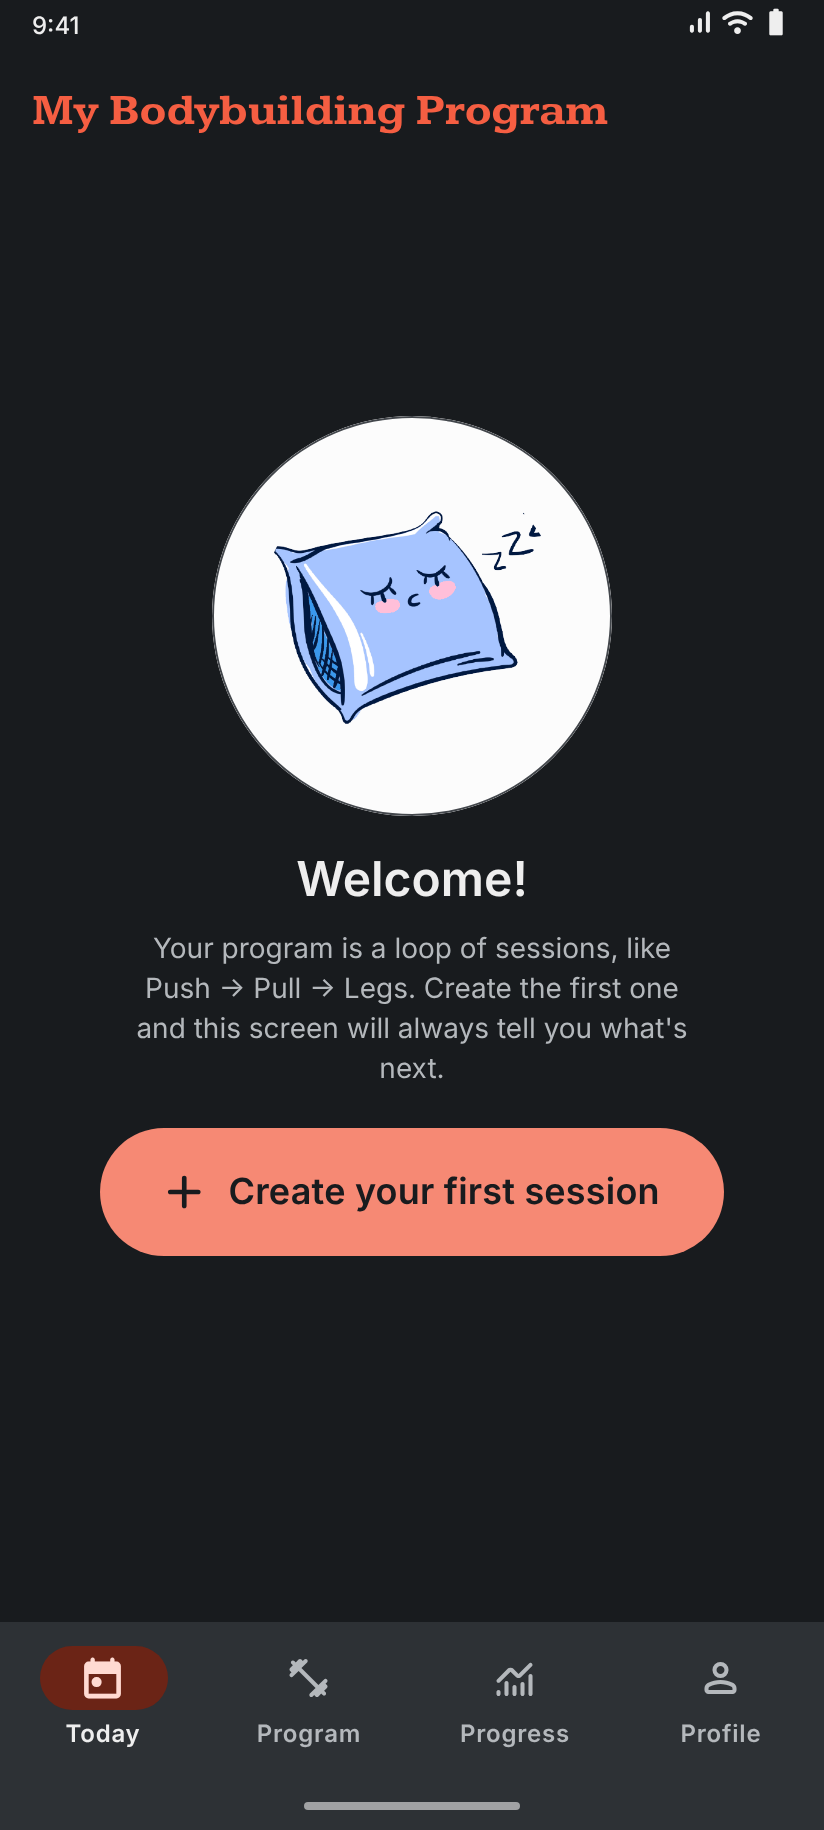 9:41
My Bodybuilding Program
zzz
Welcome!
Your program is a loop of sessions, like
Push → Pull → Legs. Create the first one
and this screen will always tell you what's
next.
+ Create your first session
Today
Program
Progress
Profile